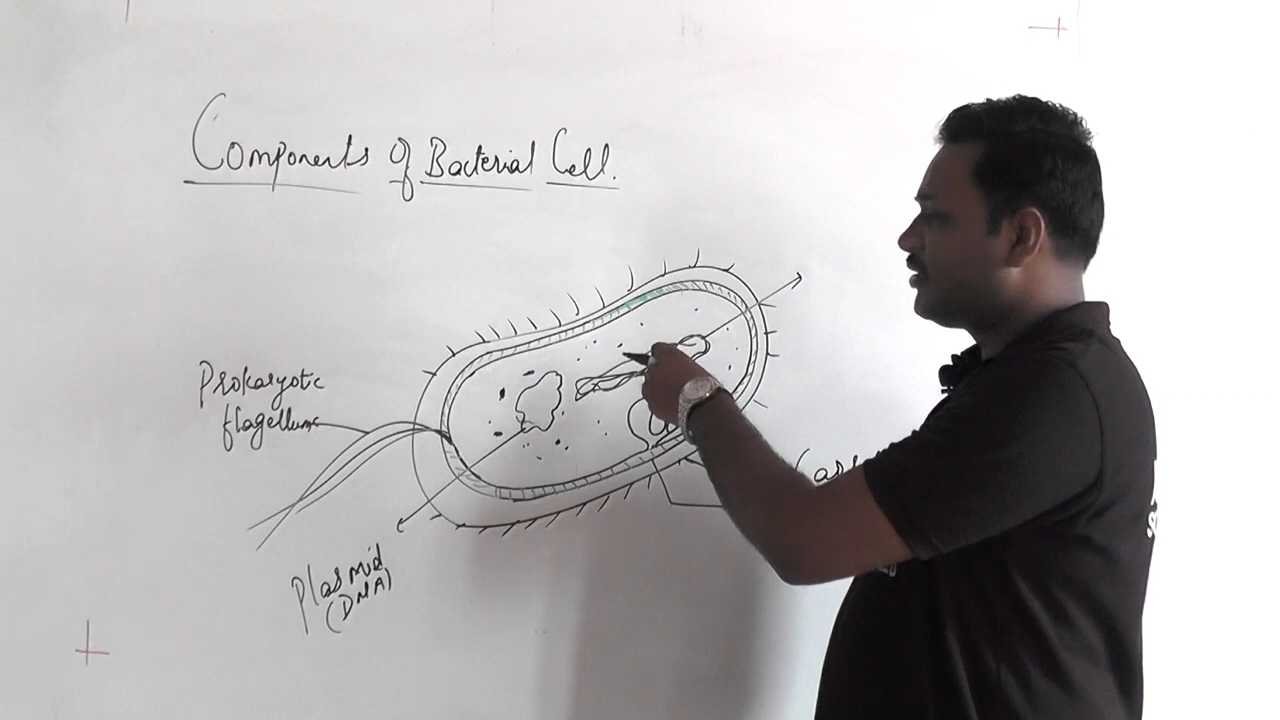 Components of Bacterial Cell.
Prokaryotic
flagellum
Plasmid
(DNA)